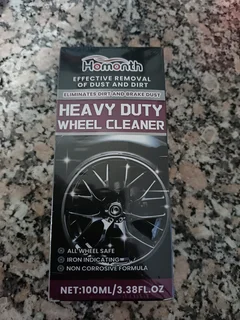 Homonth
EFFECTIVE REMOVAL
OF DUST AND DIRT
ELIMINATES DIRT AND BRAKE DUST
HEAVY DUTY
WHEEL CLEANER
ALL WHEEL SAFE
IRON INDICATING
NON CORROSIVE FORMULA
NET:100ML/3.38FL.OZ